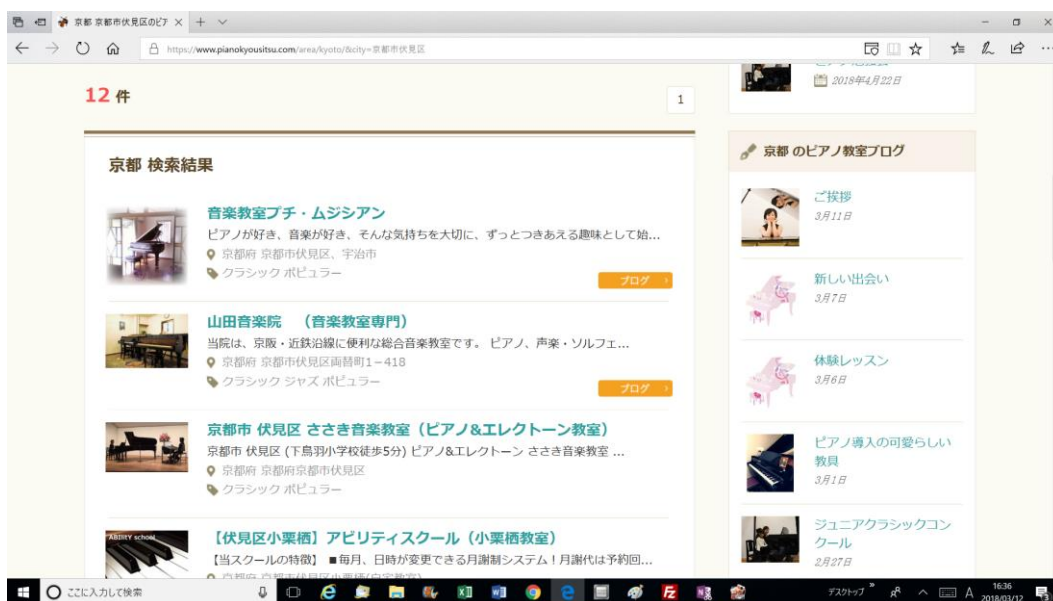 京都 京都市伏見区のピア
https://www.pianokyousitsu.com/area/kyoto/&city=京都市伏見区
12 件
1
京都 検索結果
音楽教室プチ・ムジシアン
ピアノが好き、音楽が好き、そんな気持ちを大切に、ずっとつきあえる趣味として始...
京都府 京都市伏見区、宇治市
クラシック ポピュラー
ブログ
山田音楽院 （音楽教室専門）
当院は、京阪・近鉄沿線に便利な総合音楽教室です。 ピアノ、声楽・ソルフェ...
京都府 京都市伏見区両替町1－418
クラシック ジャズ ポピュラー
ブログ
京都市 伏見区 ささき音楽教室（ピアノ&エレクトーン教室）
京都市 伏見区 (下鳥羽小学校徒歩5分) ピアノ&エレクトーン ささき音楽教室 ...
京都府 京都府京都市伏見区
クラシック ポピュラー
ABILITY school
【伏見区小栗栖】アビリティスクール（小栗栖教室）
【当スクールの特徴】 ■毎月、日時が変更できる月謝制システム！月謝代は予約回...
2018年4月22日
京都 のピアノ教室ブログ
ご挨拶
3月11日
新しい出会い
3月7日
体験レッスン
3月6日
ピアノ導入の可愛らしい
教具
3月1日
ジュニアクラシックコン
クール
2月27日
ここに入力して検索
デスクトップ
A
16:36
2018/03/12